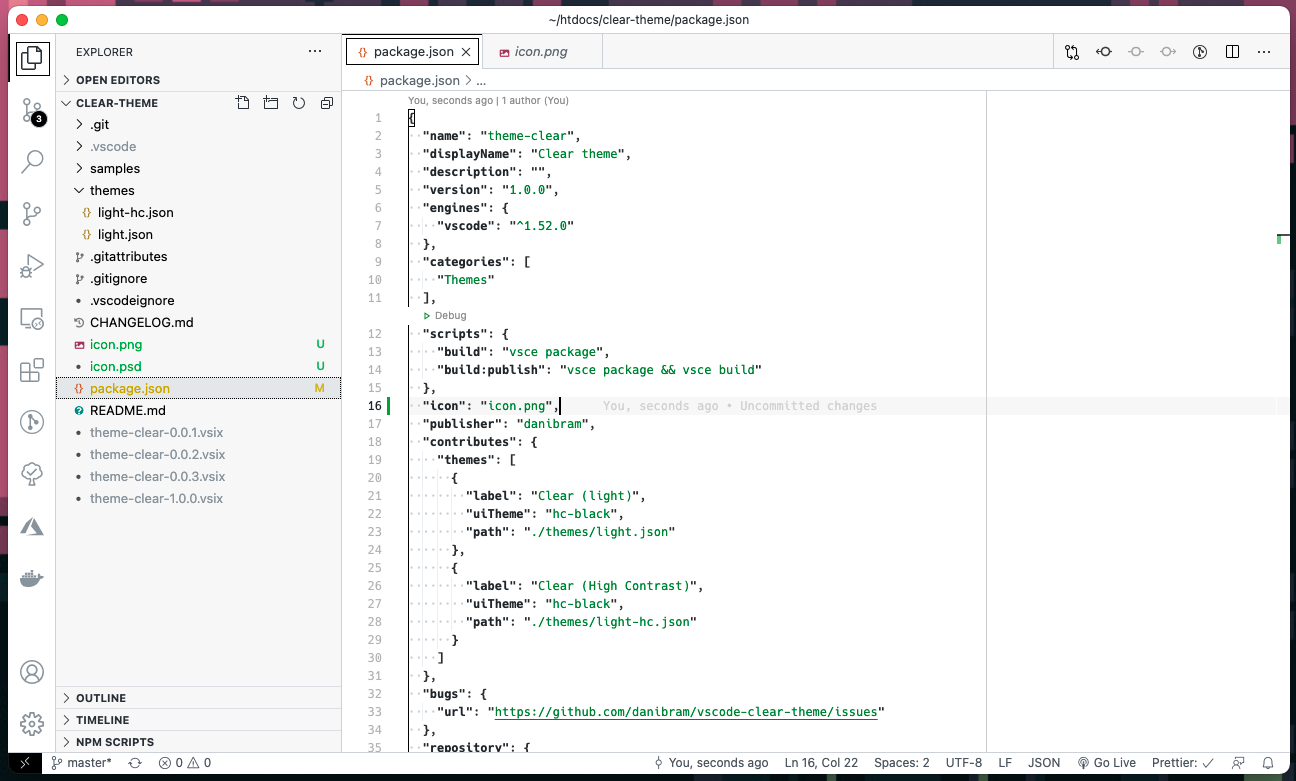 ~/htdocs/clear-theme/package.json
EXPLORER
OPEN EDITORS
CLEAR-THEME
.git
.vscode
samples
themes
{} light-hc.json
{} light.json
.gitattributes
.gitignore
.vscodeignore
CHANGELOG.md
icon.png U
icon.psd U
{} package.json M
README.md
theme-clear-0.0.1.vsix
theme-clear-0.0.2.vsix
theme-clear-0.0.3.vsix
theme-clear-1.0.0.vsix
OUTLINE
TIMELINE
NPM SCRIPTS
3
{} package.json
icon.png
{} package.json > ...
You, seconds ago | 1 author (You)
1 {
2 "name": "theme-clear",
3 "displayName": "Clear theme",
4 "description": "",
5 "version": "1.0.0",
6 "engines": {
7 "vscode": "^1.52.0"
8 },
9 "categories": [
10 "Themes"
11 ],
Debug
12 "scripts": {
13 "build": "vsce package",
14 "build:publish": "vsce package && vsce build"
15 },
16 "icon": "icon.png", You, seconds ago • Uncommitted changes
17 "publisher": "danibram",
18 "contributes": {
19 "themes": [
20 {
21 "label": "Clear (light)",
22 "uiTheme": "hc-black",
23 "path": "./themes/light.json"
24 },
25 {
26 "label": "Clear (High Contrast)",
27 "uiTheme": "hc-black",
28 "path": "./themes/light-hc.json"
29 }
30 ]
31 },
32 "bugs": {
33 "url": "https://github.com/danibram/vscode-clear-theme/issues"
34 },
35 "repository": {
master* 0 0 You, seconds ago Ln 16, Col 22 Spaces: 2 UTF-8 LF JSON Go Live Prettier: ✓